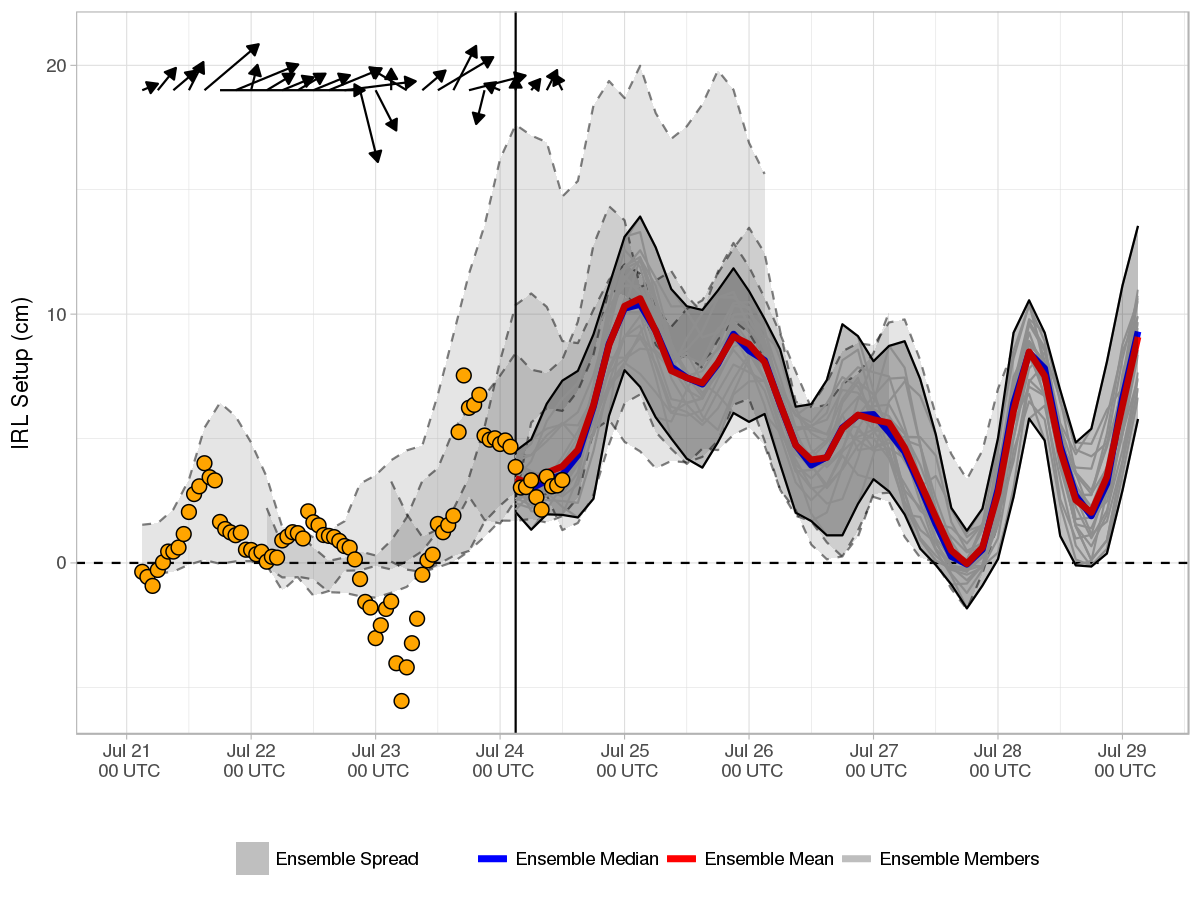 20
10
0
IRL Setup (cm)
Jul 21 Jul 22 Jul 23 Jul 24 Jul 25 Jul 26 Jul 27 Jul 28 Jul 29
00 UTC 00 UTC 00 UTC 00 UTC 00 UTC 00 UTC 00 UTC 00 UTC 00 UTC
Ensemble Spread Ensemble Median Ensemble Mean Ensemble Members